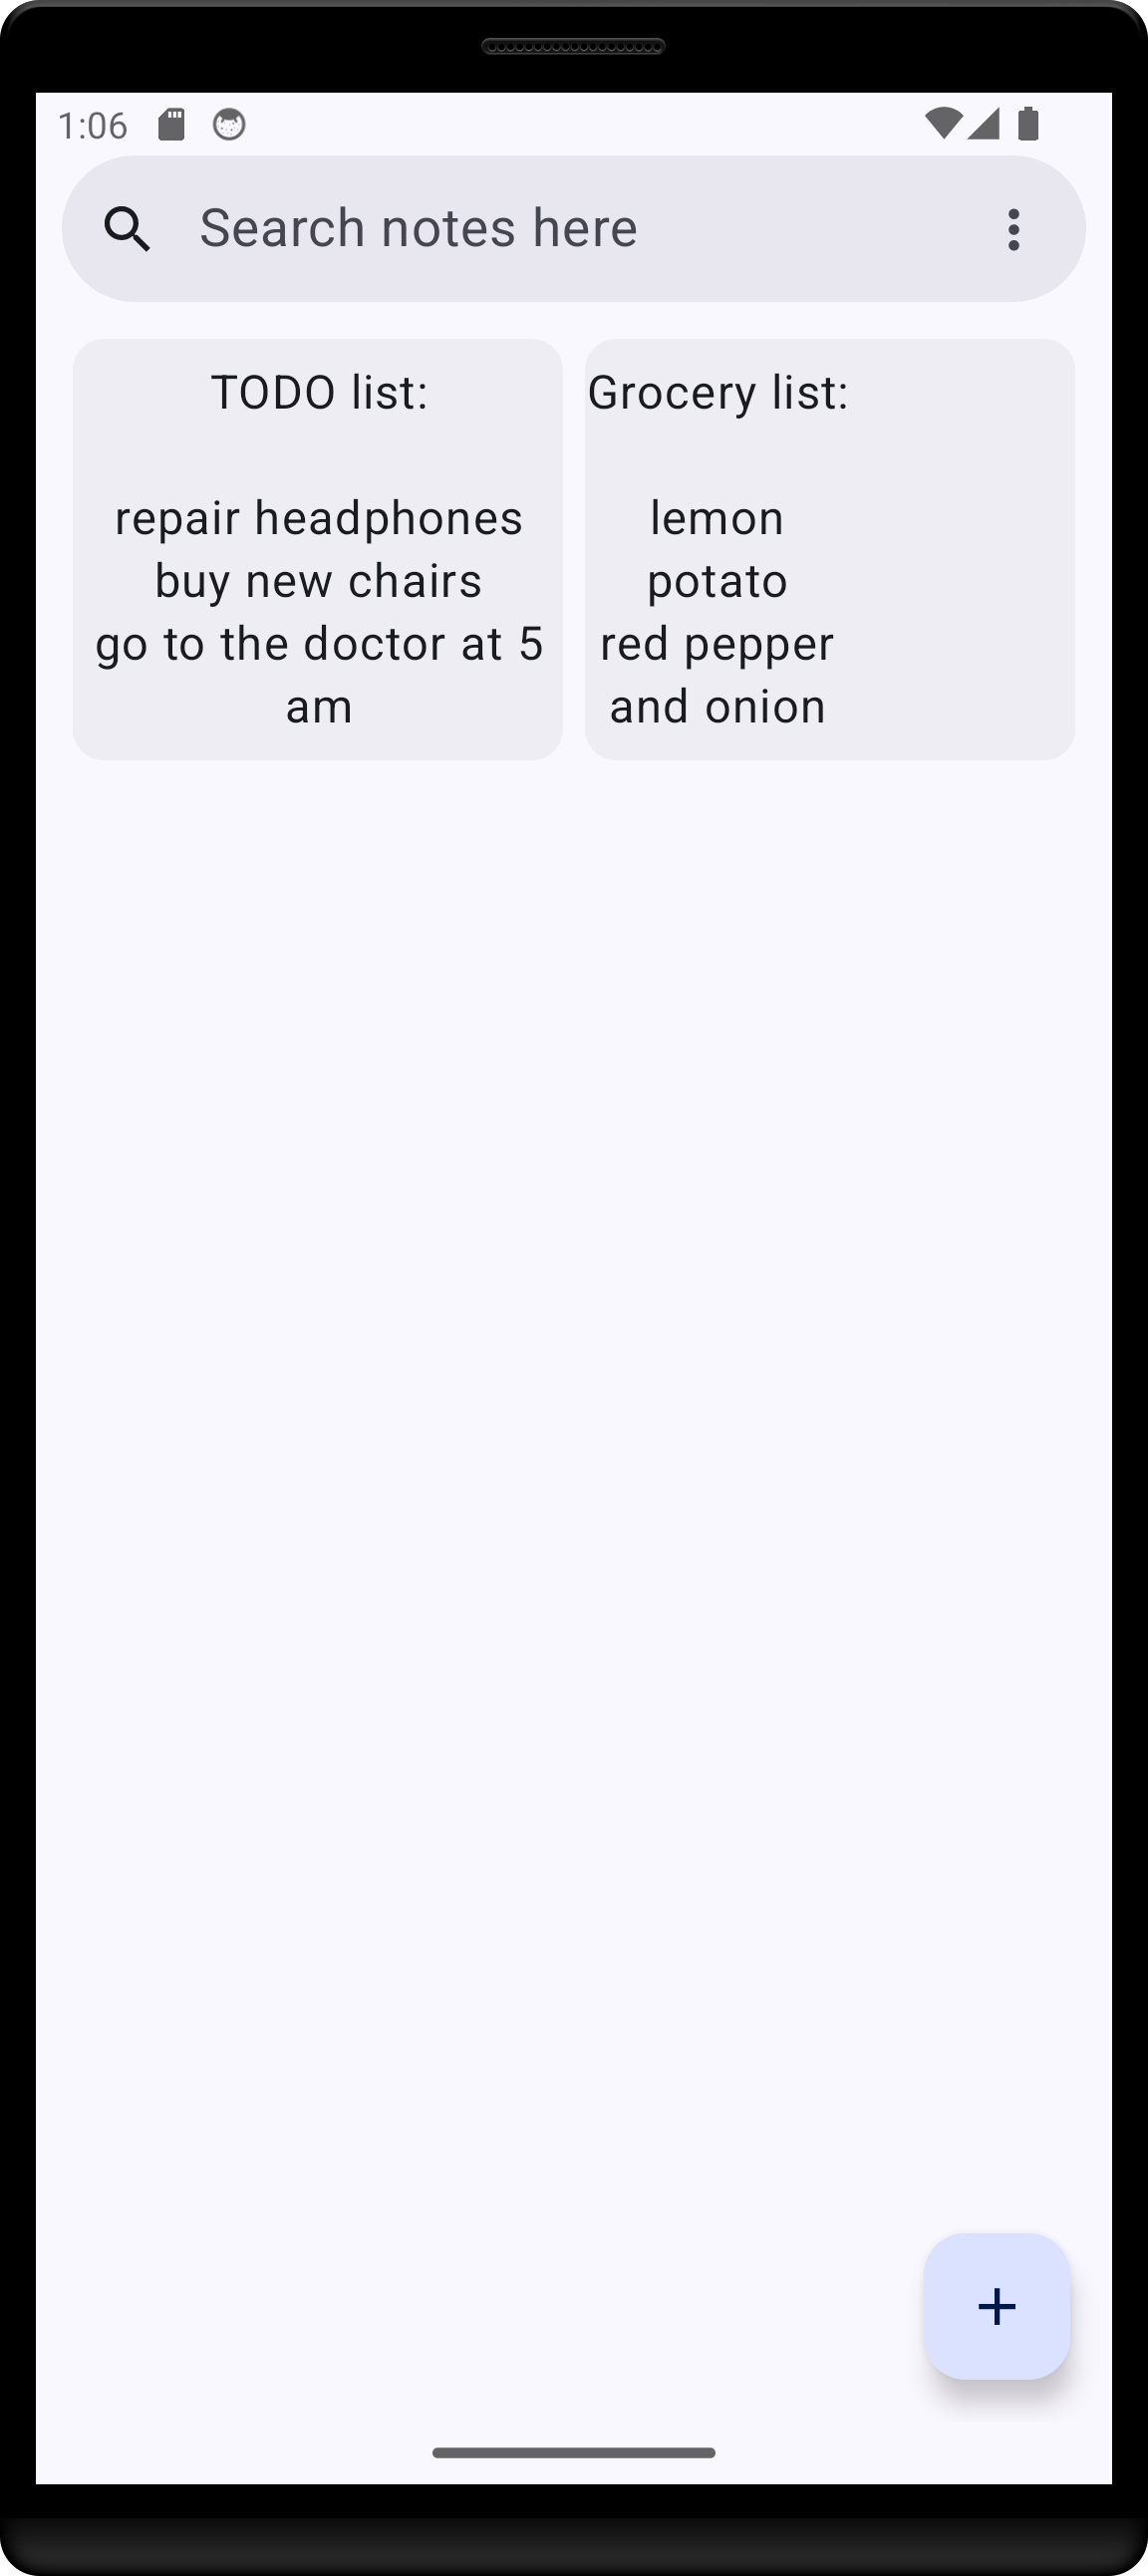 1:06
Search notes here
TODO list:
repair headphones
buy new chairs
go to the doctor at 5
am
Grocery list:
lemon
potato
red pepper
and onion